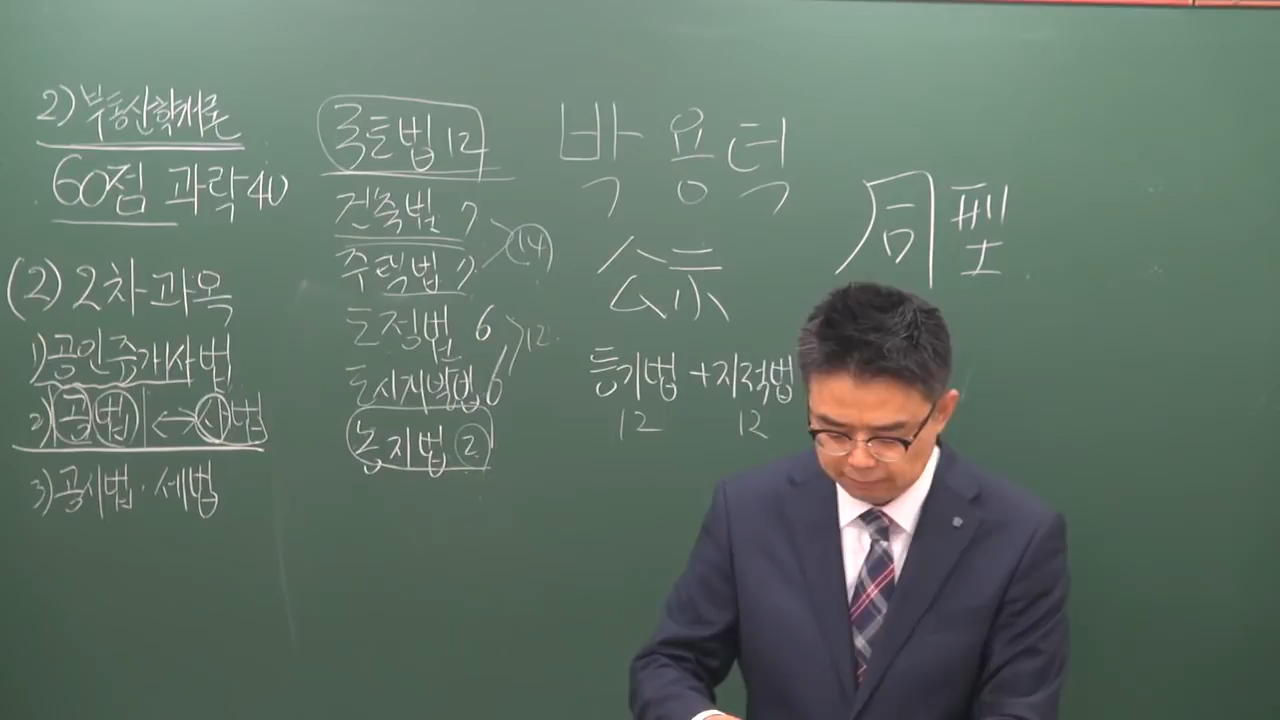 2) 부동산학개론
60점 과락40
(2) 2차과목
1) 공인중개사법
2) 공법 ↔ 사법
3) 공시법·세법
국토법 12
건축법 7
주택법 7
14
도정법 6
12
도시개발법 6
농지법 2
박용덕
公示
등기법 + 지적법
12 12
同型